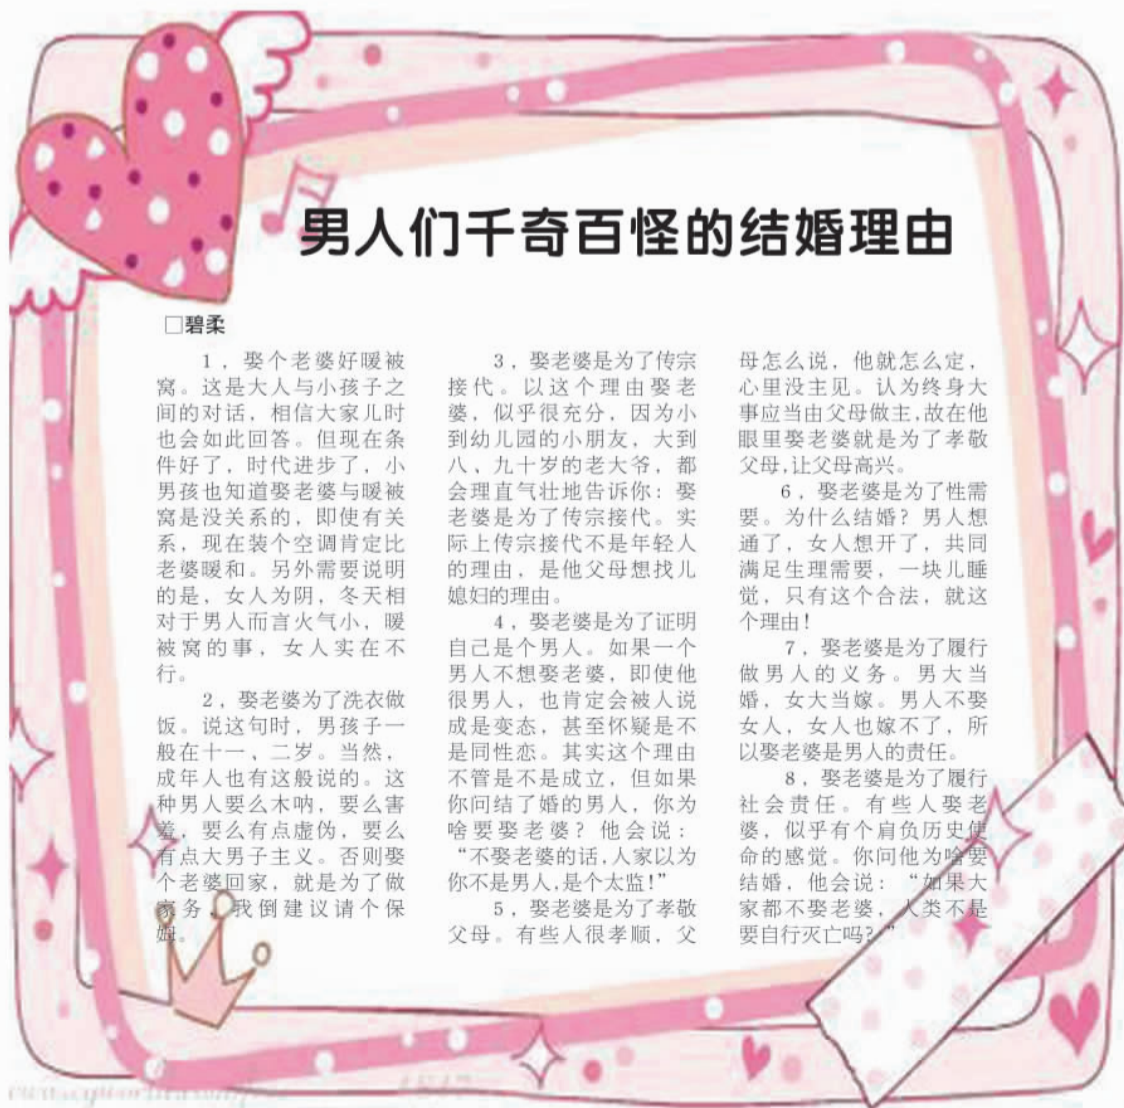 男人们千奇百怪的结婚理由
□碧柔
1，娶个老婆好暖被
窝。这是大人与小孩子之
间的对话，相信大家儿时
也会如此回答。但现在条
件好了，时代进步了，小
男孩也知道娶老婆与暖被
窝是没关系的，即使有关
系，现在装个空调肯定比
老婆暖和。另外需要说明
的是，女人为阴，冬天相
对于男人而言火气小，暖
被窝的事，女人实在不
行。
2，娶老婆为了洗衣做
饭。说这句时，男孩子一
般在十一、二岁。当然，
成年人也有这般说的。这
种男人要么木呐，要么害
羞，要么有点虚伪，要么
有点大男子主义。否则娶
个老婆回家，就是为了做
家务，我倒建议请个保
姆。
3，娶老婆是为了传宗
接代。以这个理由娶老
婆，似乎很充分，因为小
到幼儿园的小朋友，大到
八、九十岁的老大爷，都
会理直气壮地告诉你：娶
老婆是为了传宗接代。实
际上传宗接代不是年轻人
的理由，是他父母想找儿
媳妇的理由。
4，娶老婆是为了证明
自己是个男人。如果一个
男人不想娶老婆，即使他
很男人，也肯定会被人说
成是变态，甚至怀疑是不
是同性恋。其实这个理由
不管是不是成立，但如果
你问结了婚的男人，你为
啥要娶老婆？他会说：
“不娶老婆的话,人家以为
你不是男人,是个太监!”
5，娶老婆是为了孝敬
父母。有些人很孝顺，父
母怎么说，他就怎么定，
心里没主见。认为终身大
事应当由父母做主,故在他
眼里娶老婆就是为了孝敬
父母,让父母高兴。
6，娶老婆是为了性需
要。为什么结婚？男人想
通了，女人想开了，共同
满足生理需要，一块儿睡
觉，只有这个合法，就这
个理由！
7，娶老婆是为了履行
做男人的义务。男大当
婚，女大当嫁。男人不娶
女人，女人也嫁不了，所
以娶老婆是男人的责任。
8，娶老婆是为了履行
社会责任。有些人娶老
婆，似乎有个肩负历史使
命的感觉。你问他为啥要
结婚，他会说：“如果大
家都不娶老婆，人类不是
要自行灭亡吗？”